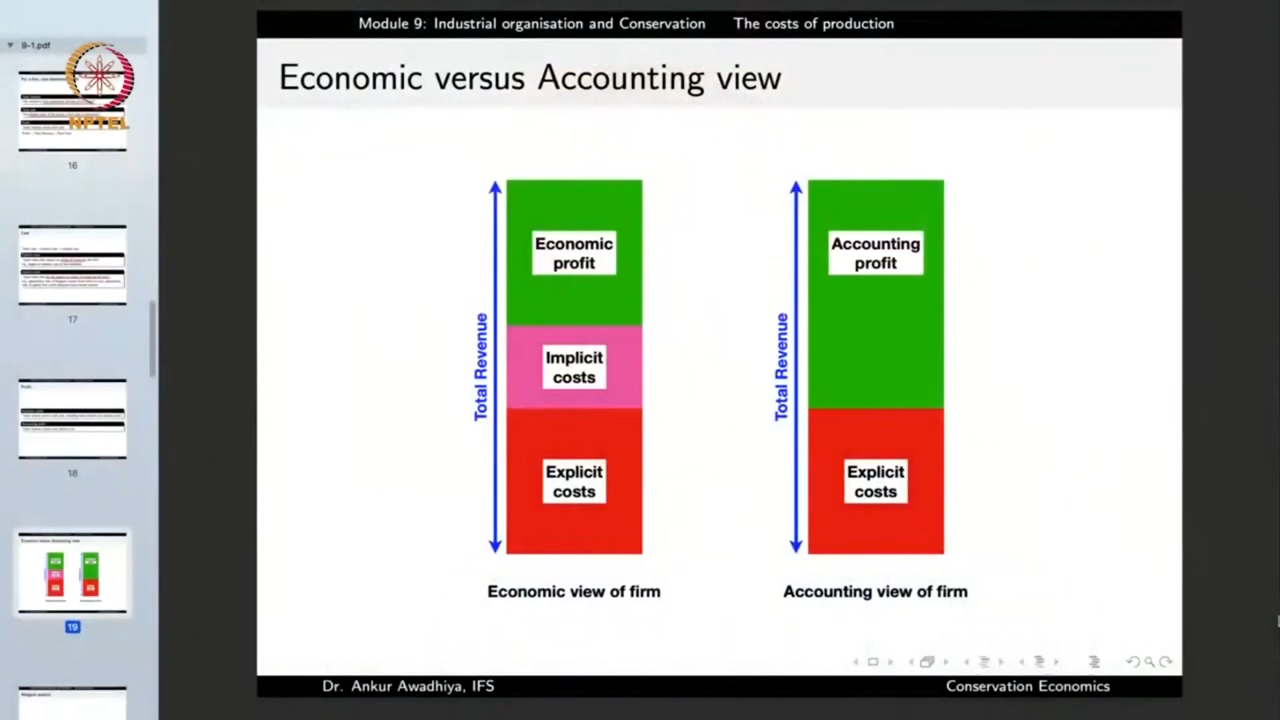 Module 9: Industrial organisation and Conservation The costs of production
9-1.pdf
NPTEL
16
17
18
19
Economic versus Accounting view
Economic
profit
Implicit
costs
Explicit
costs
Total Revenue
Economic view of firm
Accounting
profit
Explicit
costs
Total Revenue
Accounting view of firm
Dr. Ankur Awadhiya, IFS
Conservation Economics